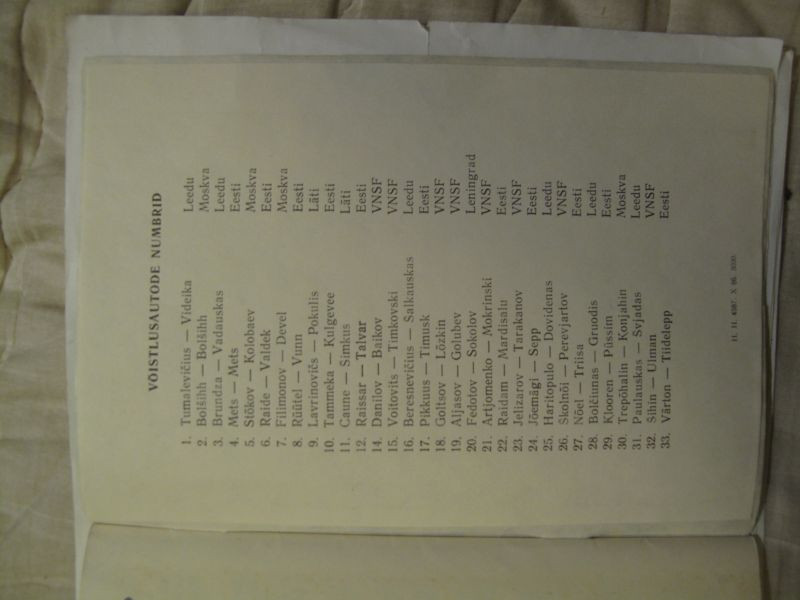 VÕISTLUSAUTODE NUMBRID
1. Tumalevičius — Videika Leedu
2. Bolšihh — Bolšihh Moskva
3. Brundza — Vadauskas Leedu
4. Mets — Mets Eesti
5. Štõkov — Kolobaev Moskva
6. Raide — Valdek Eesti
7. Filimonov — Devel Moskva
8. Rüütel — Vunn Eesti
9. Lavrinovičs — Pokulis Läti
10. Tammeka — Kulgevee Eesti
11. Caune — Simkus Läti
12. Raissar — Talvar Eesti
14. Danilov — Baikov VNSF
15. Voitovits — Timkovski VNSF
16. Beresnevičius — Salkauskas Leedu
17. Pikkuus — Timusk Eesti
18. Goltsov — Lõzkin VNSF
19. Aljasov — Golubev VNSF
20. Fedotov — Sokolov Leningrad
21. Artjomenko — Mokrinski VNSF
22. Raidam — Mardisalu Eesti
23. Jelizarov — Tarakanov VNSF
24. Jõemägi — Sepp Eesti
25. Haritopulo — Dovidenas Leedu
26. Školnõi — Perevjartov VNSF
27. Nõel — Triisa Eesti
28. Bolčiunas — Gruodis Leedu
29. Klooren — Püssim Eesti
30. Trepõhalin — Konjahin Moskva
31. Paulauskas — Svjadas Leedu
32. Šihin — Ulman VNSF
33. Värton — Tildelepp Eesti